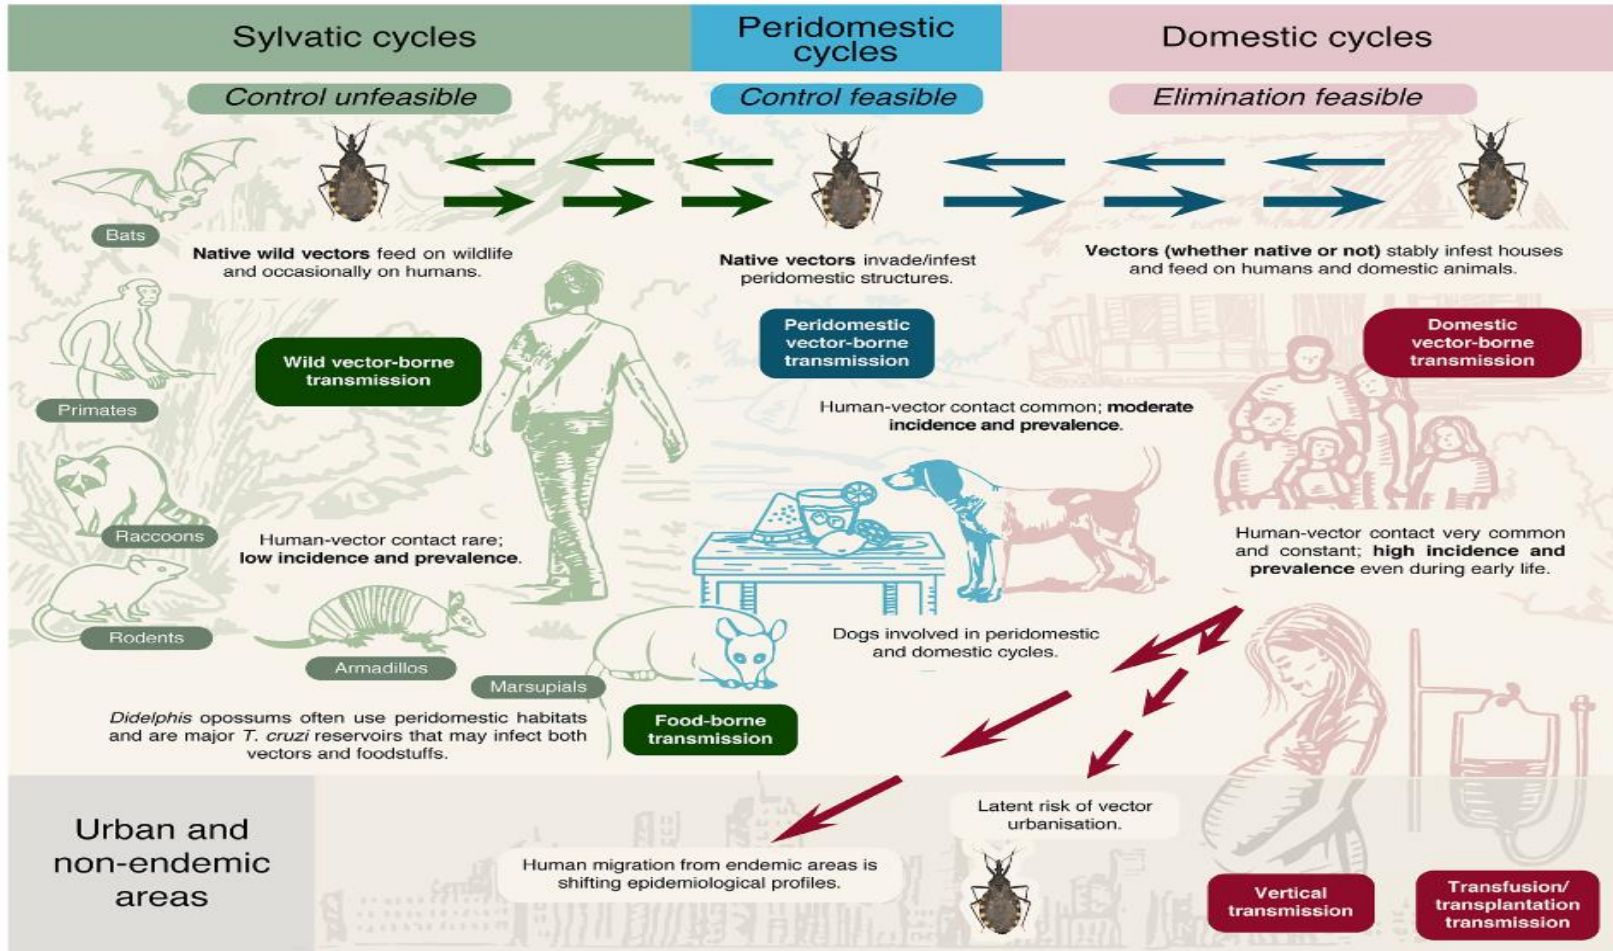 Sylvatic cycles
Peridomestic
cycles
Domestic cycles
Control unfeasible
Control feasible
Elimination feasible
Bats
Native wild vectors feed on wildlife
and occasionally on humans.
Native vectors invade/infest
peridomestic structures.
Vectors (whether native or not) stably infest houses
and feed on humans and domestic animals.
Primates
Wild vector-borne
transmission
Peridomestic
vector-borne
transmission
Domestic
vector-borne
transmission
Human-vector contact common; moderate
incidence and prevalence.
Raccoons
Human-vector contact rare;
low incidence and prevalence.
Human-vector contact very common
and constant; high incidence and
prevalence even during early life.
Rodents
Armadillos
Marsupials
Dogs involved in peridomestic
and domestic cycles.
Didelphis opossums often use peridomestic habitats
and are major T. cruzi reservoirs that may infect both
vectors and foodstuffs.
Food-borne
transmission
Urban and
non-endemic
areas
Human migration from endemic areas is
shifting epidemiological profiles.
Latent risk of vector
urbanisation.
Vertical
transmission
Transfusion/
transplantation
transmission